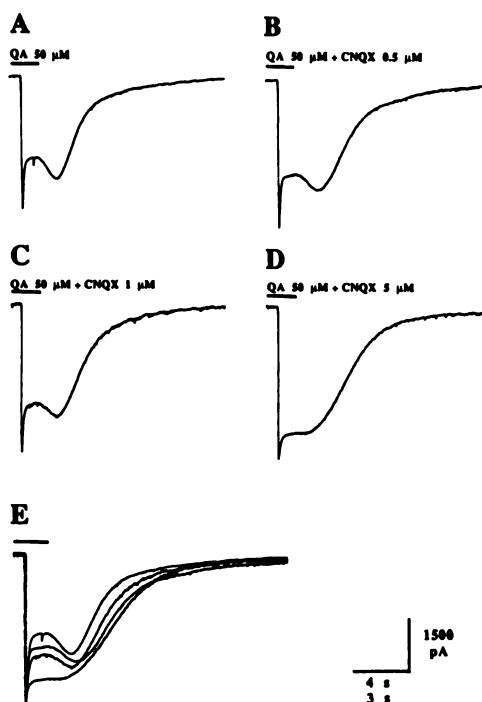 A
QA 50 μM
B
QA 50 μM + CNQX 0.5 μM
C
QA 50 μM + CNQX 1 μM
D
QA 50 μM + CNQX 5 μM
E
1500
pA
4 s
3 s